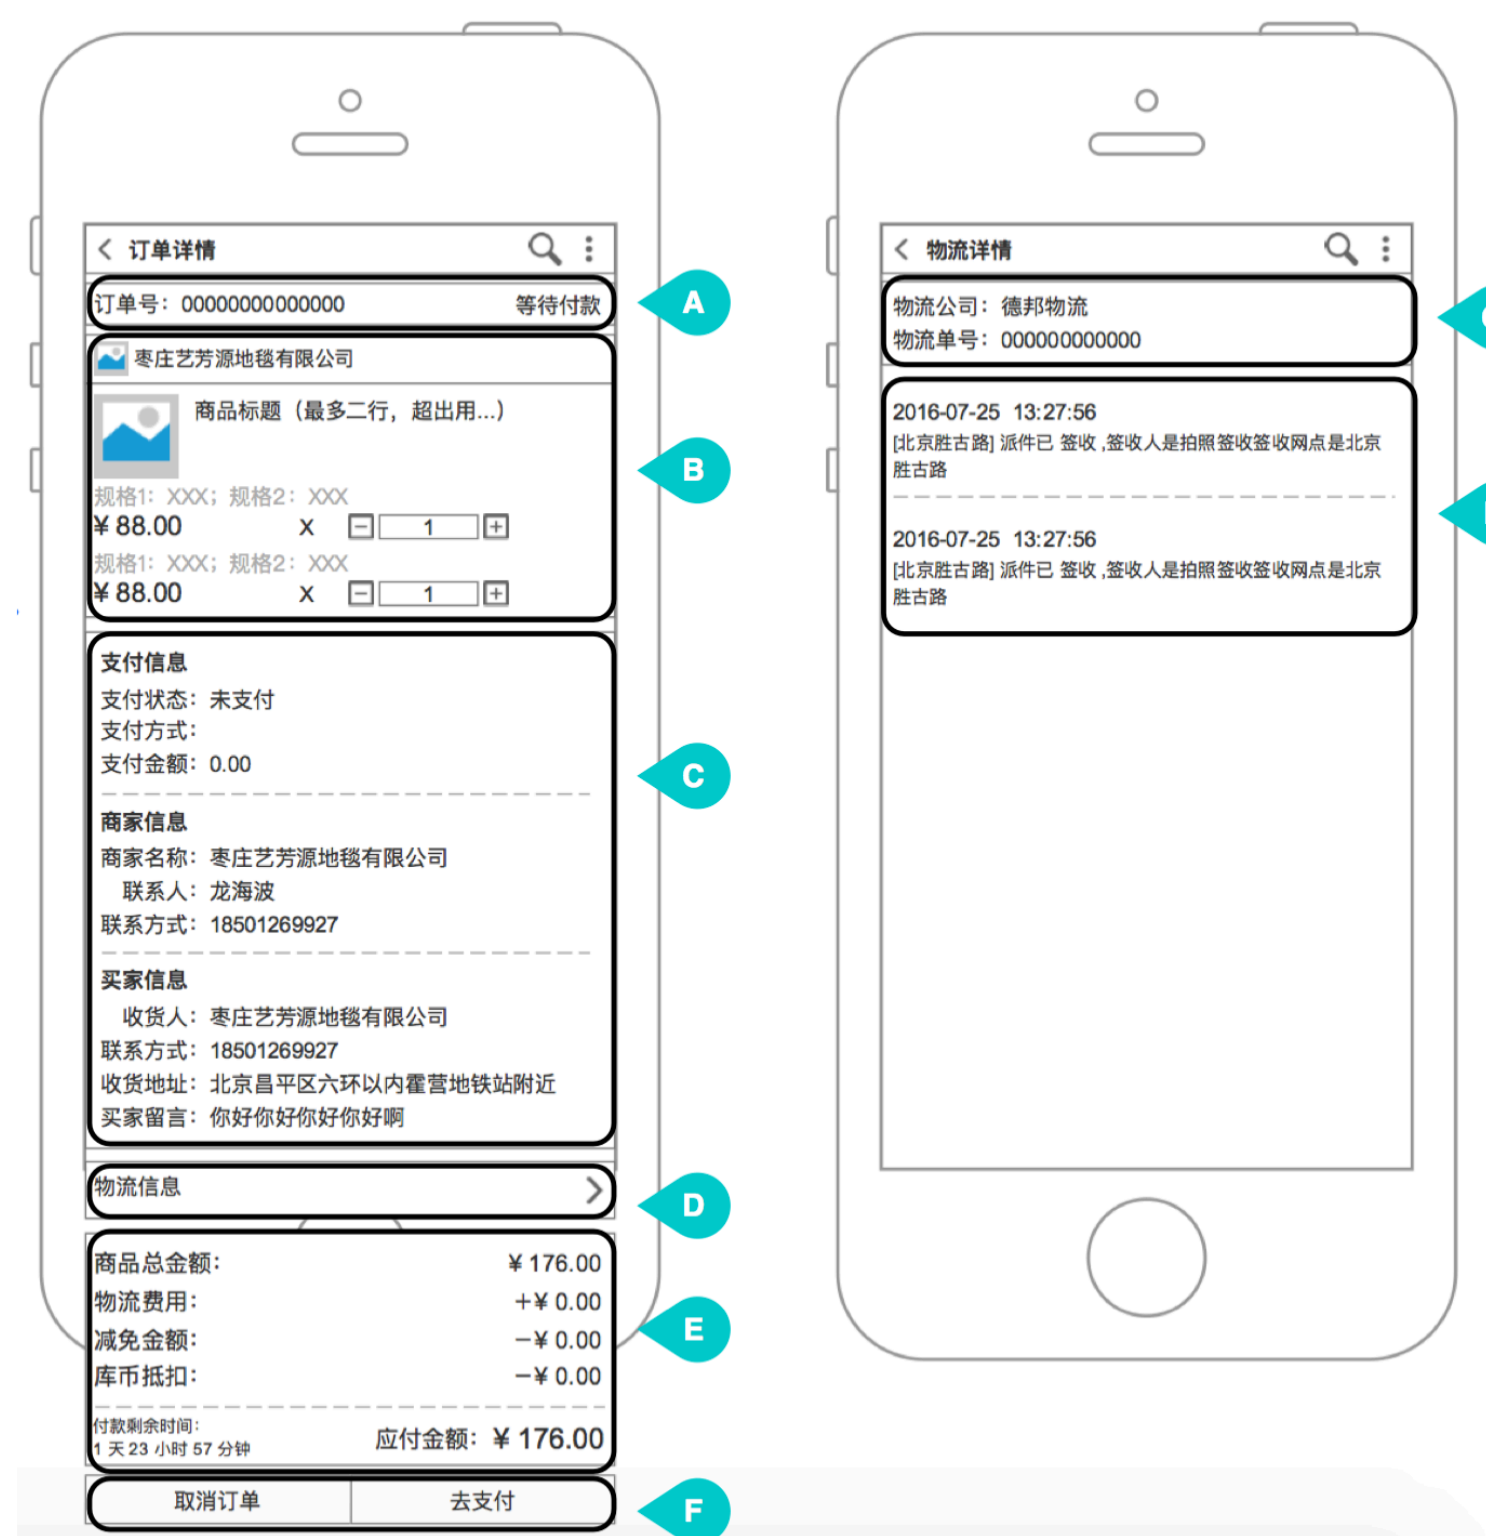 订单详情
订单号：00000000000000 等待付款
A
枣庄艺芳源地毯有限公司
商品标题（最多二行，超出用...）
B
规格1：XXX；规格2：XXX
¥ 88.00 X - 1 +
规格1：XXX；规格2：XXX
¥ 88.00 X - 1 +
支付信息
支付状态：未支付
支付方式：
支付金额：0.00
C
商家信息
商家名称：枣庄艺芳源地毯有限公司
联系人：龙海波
联系方式：18501269927
买家信息
收货人：枣庄艺芳源地毯有限公司
联系方式：18501269927
收货地址：北京昌平区六环以内霍营地铁站附近
买家留言：你好你好你好你好啊
物流信息
D
商品总金额： ¥ 176.00
物流费用： +¥ 0.00
减免金额： -¥ 0.00
E
库币抵扣： -¥ 0.00
付款剩余时间：
1 天 23 小时 57 分钟
应付金额：¥ 176.00
取消订单 去支付
F
物流详情
物流公司：德邦物流
物流单号：000000000000
2016-07-25 13:27:56
[北京胜古路] 派件已 签收 ,签收人是拍照签收签收网点是北京
胜古路
2016-07-25 13:27:56
[北京胜古路] 派件已 签收 ,签收人是拍照签收签收网点是北京
胜古路